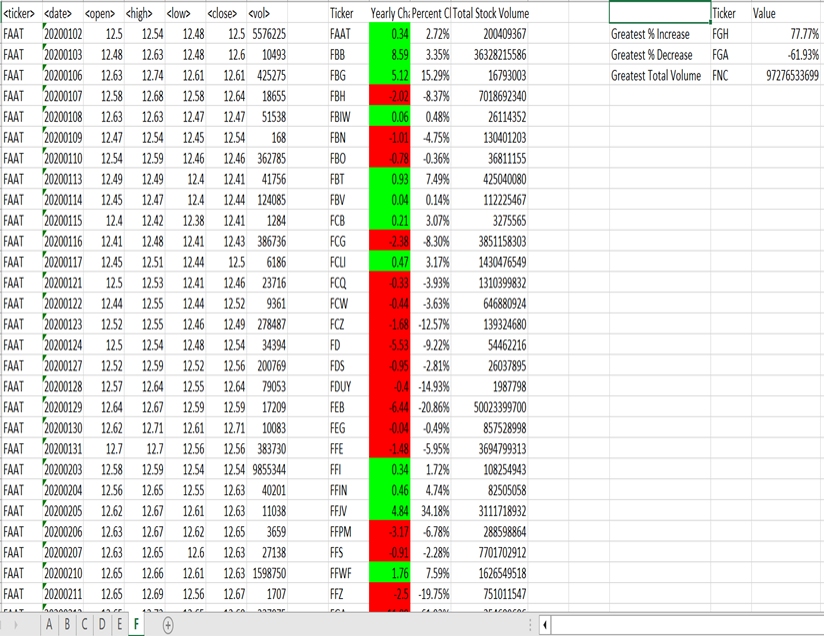 <ticker> <date> <open> <high> <low> <close> <vol> Ticker Yearly Cha Percent Cl Total Stock Volume Ticker Value
FAAT 20200102 12.5 12.54 12.48 12.5 5576225 FAAT 0.34 2.72% 200409367 Greatest % Increase FGH 77.77%
FAAT 20200103 12.48 12.63 12.48 12.6 10493 FBB 8.59 3.35% 36328215586 Greatest % Decrease FGA -61.93%
FAAT 20200106 12.63 12.74 12.61 12.61 425275 FBG 5.12 15.29% 16793003 Greatest Total Volume FNC 97276533699
FAAT 20200107 12.58 12.68 12.58 12.64 18655 FBH -2.02 -8.37% 7018692340
FAAT 20200108 12.63 12.63 12.47 12.47 51538 FBIW 0.06 0.48% 26114352
FAAT 20200109 12.47 12.54 12.45 12.54 168 FBN -1.01 -4.75% 130401203
FAAT 20200110 12.54 12.59 12.46 12.46 362785 FBO -0.78 -0.36% 36811155
FAAT 20200113 12.49 12.49 12.4 12.41 41756 FBT 0.93 7.49% 425040080
FAAT 20200114 12.45 12.47 12.4 12.44 124085 FBV 0.04 0.14% 112225467
FAAT 20200115 12.4 12.42 12.38 12.41 1284 FCB 0.21 3.07% 3275565
FAAT 20200116 12.41 12.48 12.41 12.43 386736 FCG -2.38 -8.30% 3851158303
FAAT 20200117 12.45 12.51 12.44 12.5 6186 FCLI 0.47 3.17% 1430476549
FAAT 20200121 12.5 12.53 12.41 12.46 23716 FCQ -0.33 -3.93% 1310399832
FAAT 20200122 12.44 12.55 12.44 12.52 9361 FCW -0.44 -3.63% 646880924
FAAT 20200123 12.52 12.55 12.46 12.49 278487 FCZ -1.68 -12.57% 139324680
FAAT 20200124 12.5 12.54 12.48 12.54 34394 FD -5.53 -9.22% 54462216
FAAT 20200127 12.52 12.59 12.52 12.56 200769 FDS -0.95 -2.81% 26037895
FAAT 20200128 12.57 12.64 12.55 12.64 79053 FDUY -0.4 -14.93% 1987798
FAAT 20200129 12.64 12.67 12.59 12.59 17209 FEB -6.44 -20.86% 50023399700
FAAT 20200130 12.62 12.71 12.61 12.71 10083 FEG -0.04 -0.49% 857528998
FAAT 20200131 12.7 12.7 12.56 12.56 383730 FFE -1.48 -5.95% 3694799313
FAAT 20200203 12.58 12.59 12.54 12.54 9855344 FFI 0.34 1.72% 108254943
FAAT 20200204 12.56 12.65 12.55 12.63 40201 FFIN 0.46 4.74% 82505058
FAAT 20200205 12.62 12.67 12.61 12.63 11038 FFJV 4.84 34.18% 3111718932
FAAT 20200206 12.63 12.67 12.62 12.65 3659 FFPM -3.17 -6.78% 288598864
FAAT 20200207 12.63 12.65 12.6 12.63 27138 FFS -0.91 -2.28% 7701702912
FAAT 20200210 12.65 12.66 12.61 12.63 1598750 FFWF 1.76 7.59% 1626549518
FAAT 20200211 12.65 12.69 12.56 12.67 1707 FFZ -2.5 -19.75% 751011547
A B C D E F